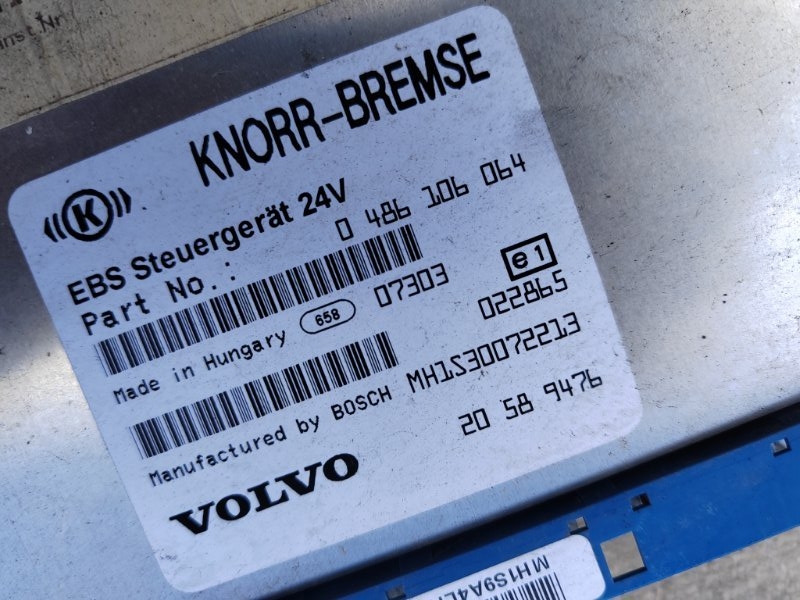 KNORR-BREMSE
K
EBS Steuergerät 24V
Part No.: 0 486 106 064
Made in Hungary 658 07303 e1
022865
MH1S30072213
Manufactured by BOSCH
20 58 9476
VOLVO